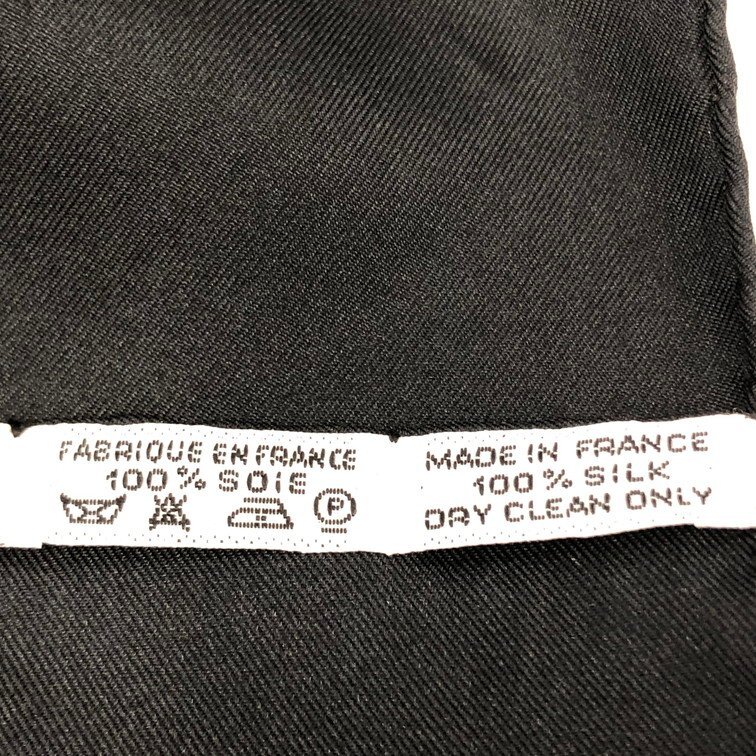 FABRIQUE EN FRANCE
100% SOIE
P
MADE IN FRANCE
100% SILK
DRY CLEAN ONLY